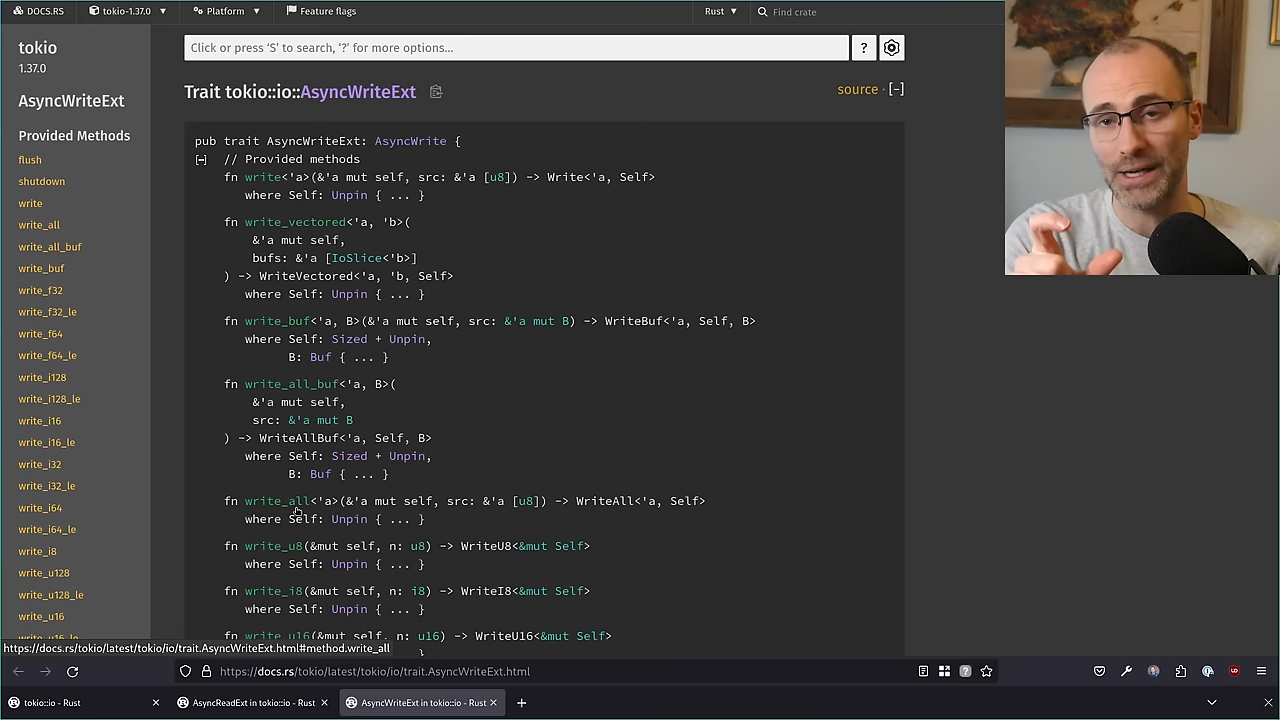 DOCS.RS
tokio-1.37.0
Platform
Feature flags
Rust
Find crate
tokio
1.37.0
AsyncWriteExt
Provided Methods
flush
shutdown
write
write_all
write_all_buf
write_buf
write_f32
write_f32_le
write_f64
write_f64_le
write_i128
write_i128_le
write_i16
write_i16_le
write_i32
write_i32_le
write_i64
write_i64_le
write_i8
write_u128
write_u128_le
write_u16
write_u16_le
Click or press ‘S’ to search, ‘?’ for more options…
?
Trait tokio::io::AsyncWriteExt
source · [−]
pub trait AsyncWriteExt: AsyncWrite {
[−] // Provided methods
fn write<'a>(&'a mut self, src: &'a [u8]) -> Write<'a, Self>
where Self: Unpin { ... }
fn write_vectored<'a, 'b>(
&'a mut self,
bufs: &'a [IoSlice<'b>]
) -> WriteVectored<'a, 'b, Self>
where Self: Unpin { ... }
fn write_buf<'a, B>(&'a mut self, src: &'a mut B) -> WriteBuf<'a, Self, B>
where Self: Sized + Unpin,
B: Buf { ... }
fn write_all_buf<'a, B>(
&'a mut self,
src: &'a mut B
) -> WriteAllBuf<'a, Self, B>
where Self: Sized + Unpin,
B: Buf { ... }
fn write_all<'a>(&'a mut self, src: &'a [u8]) -> WriteAll<'a, Self>
where Self: Unpin { ... }
fn write_u8(&mut self, n: u8) -> WriteU8<&mut Self>
where Self: Unpin { ... }
fn write_i8(&mut self, n: i8) -> WriteI8<&mut Self>
where Self: Unpin { ... }
fn write_u16(&mut self, n: u16) -> WriteU16<&mut Self>
https://docs.rs/tokio/latest/tokio/io/trait.AsyncWriteExt.html#method.write_all
https://docs.rs/tokio/latest/tokio/io/trait.AsyncWriteExt.html
tokio::io - Rust
AsyncReadExt in tokio::io - Rust
AsyncWriteExt in tokio::io - Rust